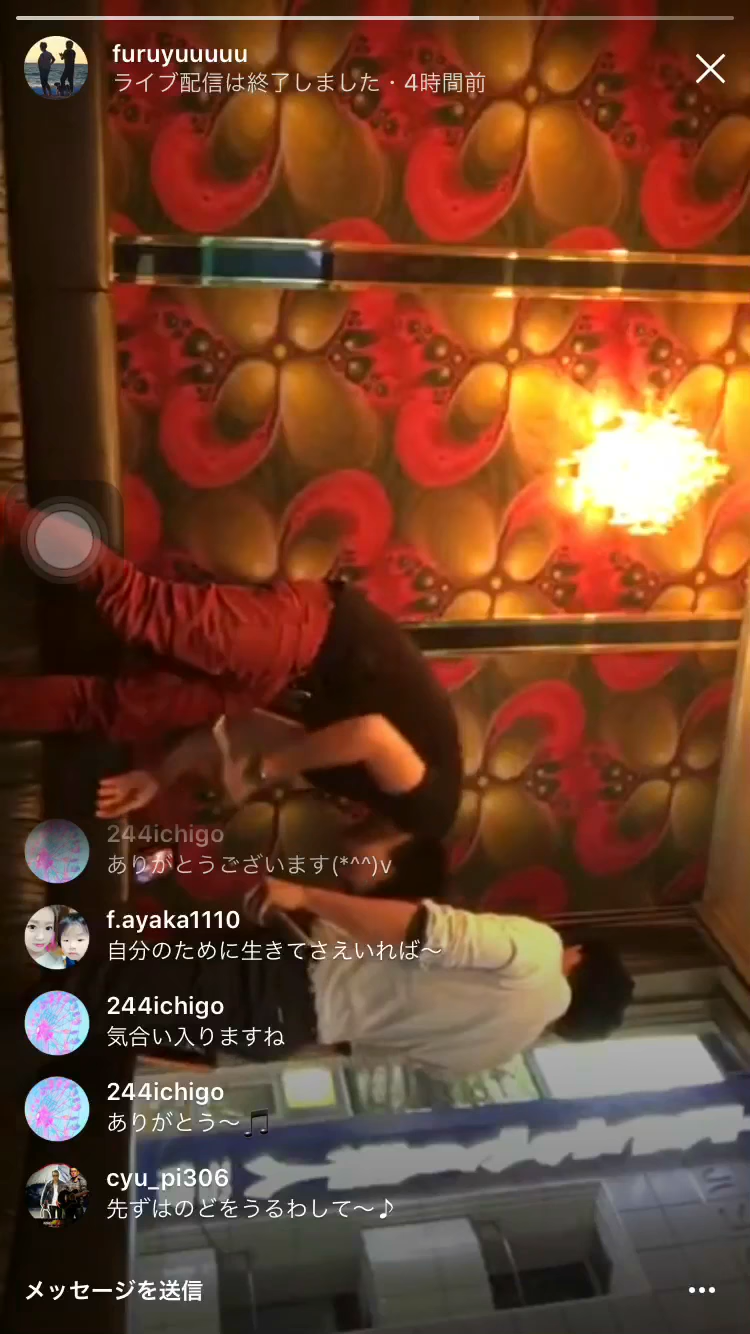 furuyuuuuu
ライブ配信は終了しました・4時間前
244ichigo
ありがとうございます(*^^)v
f.ayaka1110
自分のために生きてさえいれば〜
244ichigo
気合い入りますね
244ichigo
ありがとう〜🎵
cyu_pi306
先ずはのどをうるわして〜♪
メッセージを送信